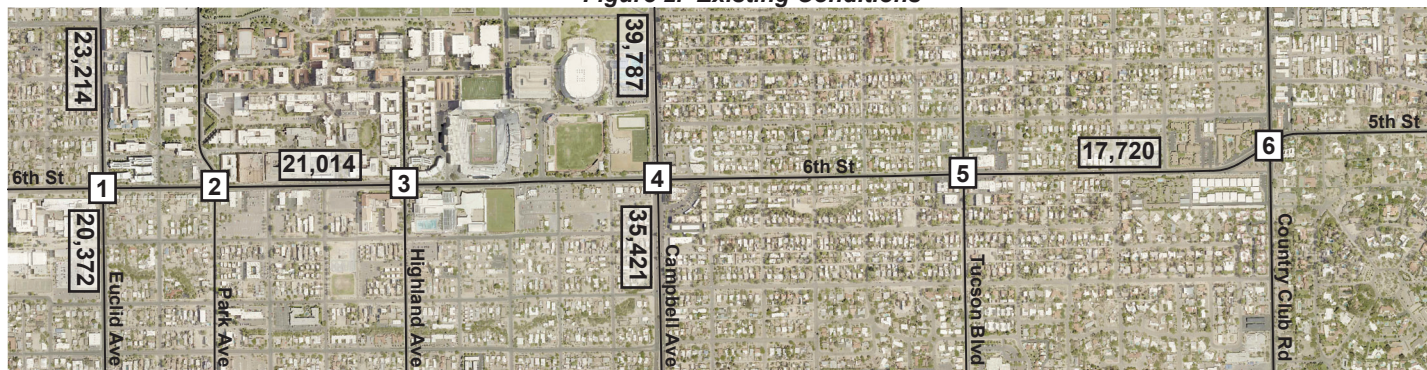 Figure 2. Existing Conditions
23,214
39,787
5th St
6th St
21,014
6th St
17,720
1
2
3
4
5
6
20,372
35,421
Euclid Ave
Park Ave
Highland Ave
Campbell Ave
Tucson Blvd
Country Club Rd